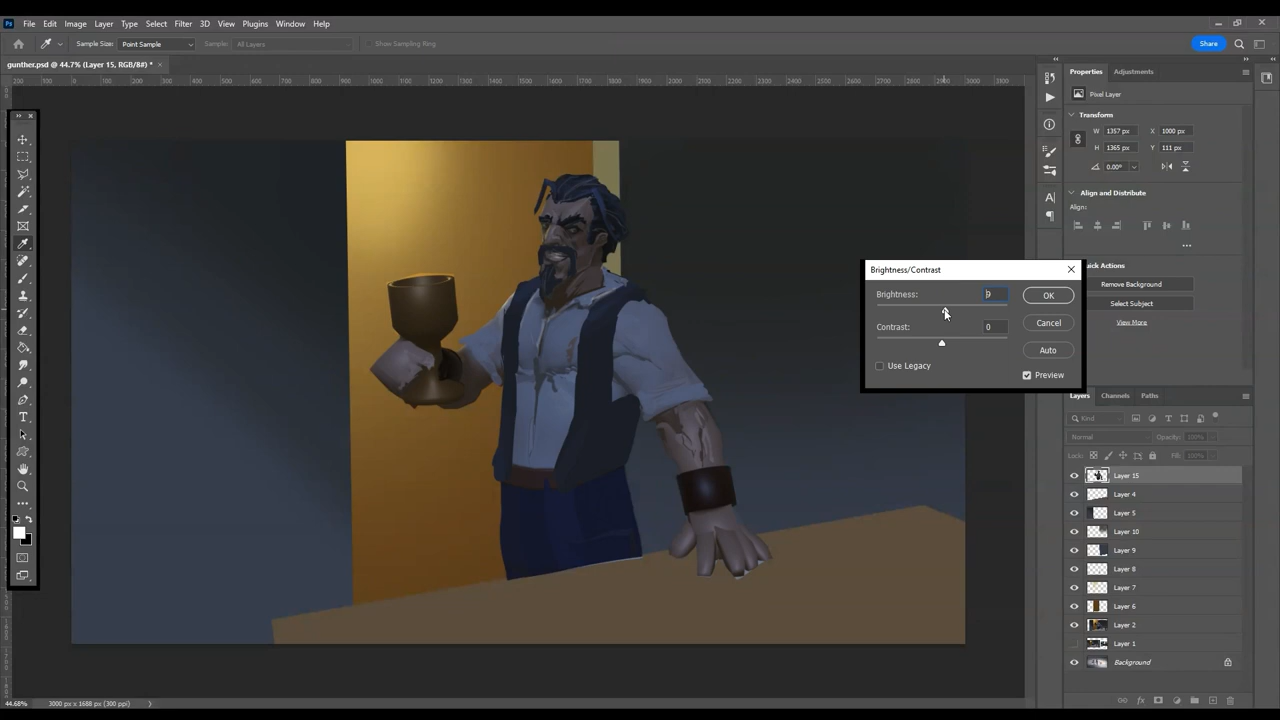 File Edit Image Layer Type Select Filter 3D View Plugins Window Help
Sample Size: Point Sample Sample: All Layers Show Sampling Ring Share
gunther.psd @ 44.7% (Layer 15, RGB/8#) *
Properties Adjustments
Pixel Layer
Transform
W 1357 px X 1000 px
H 1365 px Y 111 px
0.00°
Align and Distribute
Align:
Quick Actions
Remove Background
Select Subject
View More
Brightness/Contrast
Brightness: 9 OK
Contrast: 0 Cancel
Auto
Use Legacy
Preview
Layers Channels Paths
Kind
Normal Opacity: 100%
Lock: Fill: 100%
Layer 15
Layer 4
Layer 5
Layer 10
Layer 9
Layer 8
Layer 7
Layer 6
Layer 2
Layer 1
Background
44.68% 3000 px x 1688 px (300 ppi)